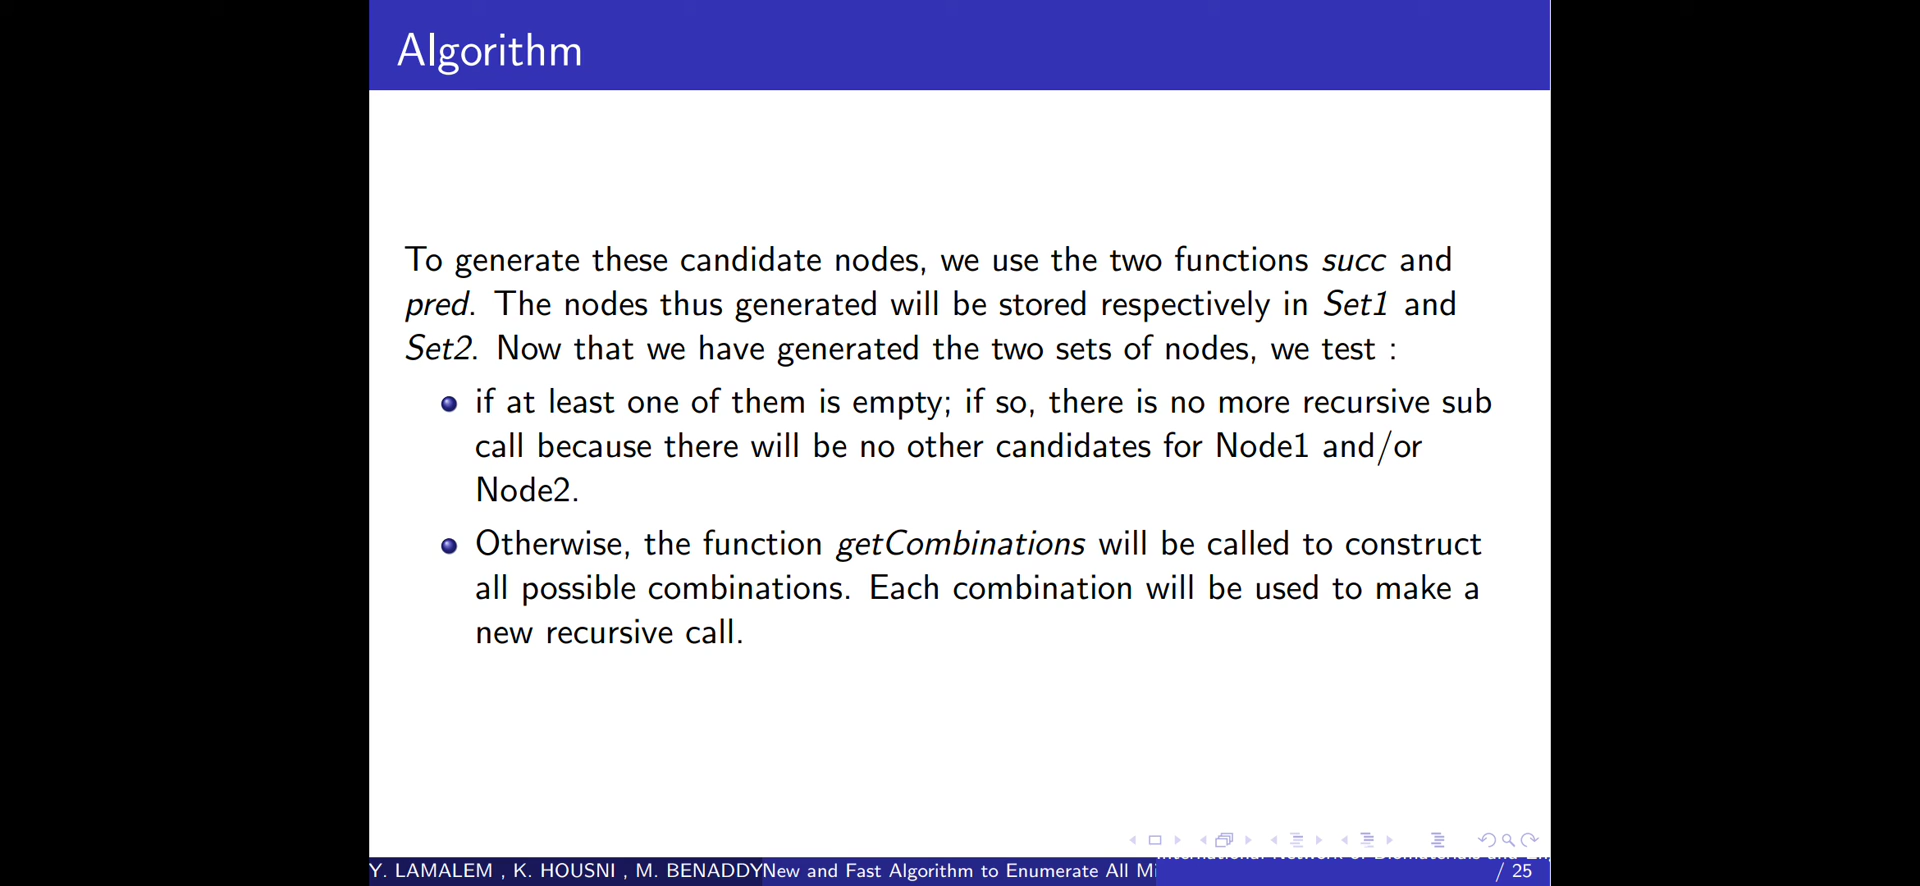 Algorithm
To generate these candidate nodes, we use the two functions succ and
pred. The nodes thus generated will be stored respectively in Set1 and
Set2. Now that we have generated the two sets of nodes, we test :
if at least one of them is empty; if so, there is no more recursive sub
call because there will be no other candidates for Node1 and/or
Node2.
Otherwise, the function getCombinations will be called to construct
all possible combinations. Each combination will be used to make a
new recursive call.
Y. LAMALEM , K. HOUSNI , M. BENADDY New and Fast Algorithm to Enumerate All Mi / 25